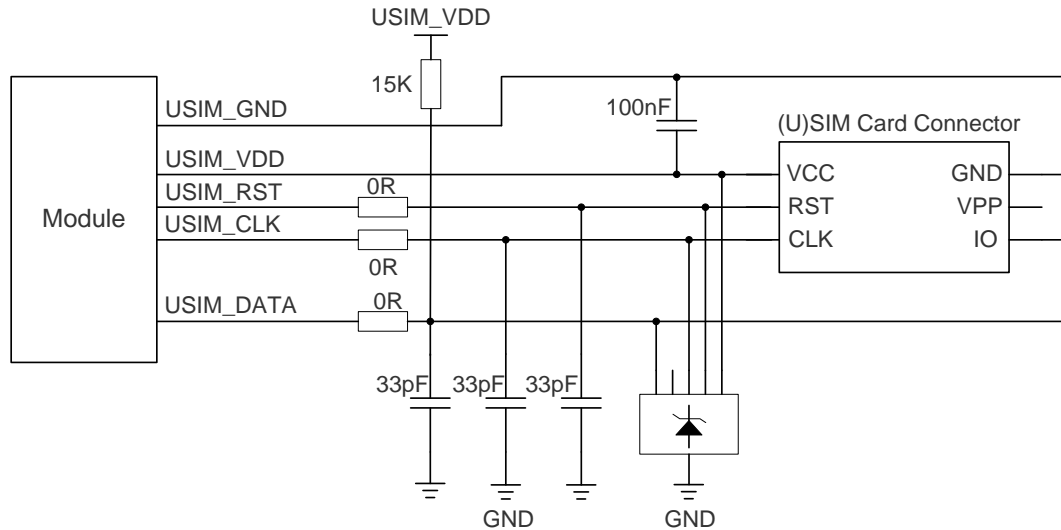 USIM_VDD
15K
USIM_GND
100nF
(U)SIM Card Connector
USIM_VDD
VCC
GND
USIM_RST
0R
RST
VPP
Module
USIM_CLK
CLK
IO
0R
USIM_DATA
0R
33pF
33pF
33pF
GND
GND